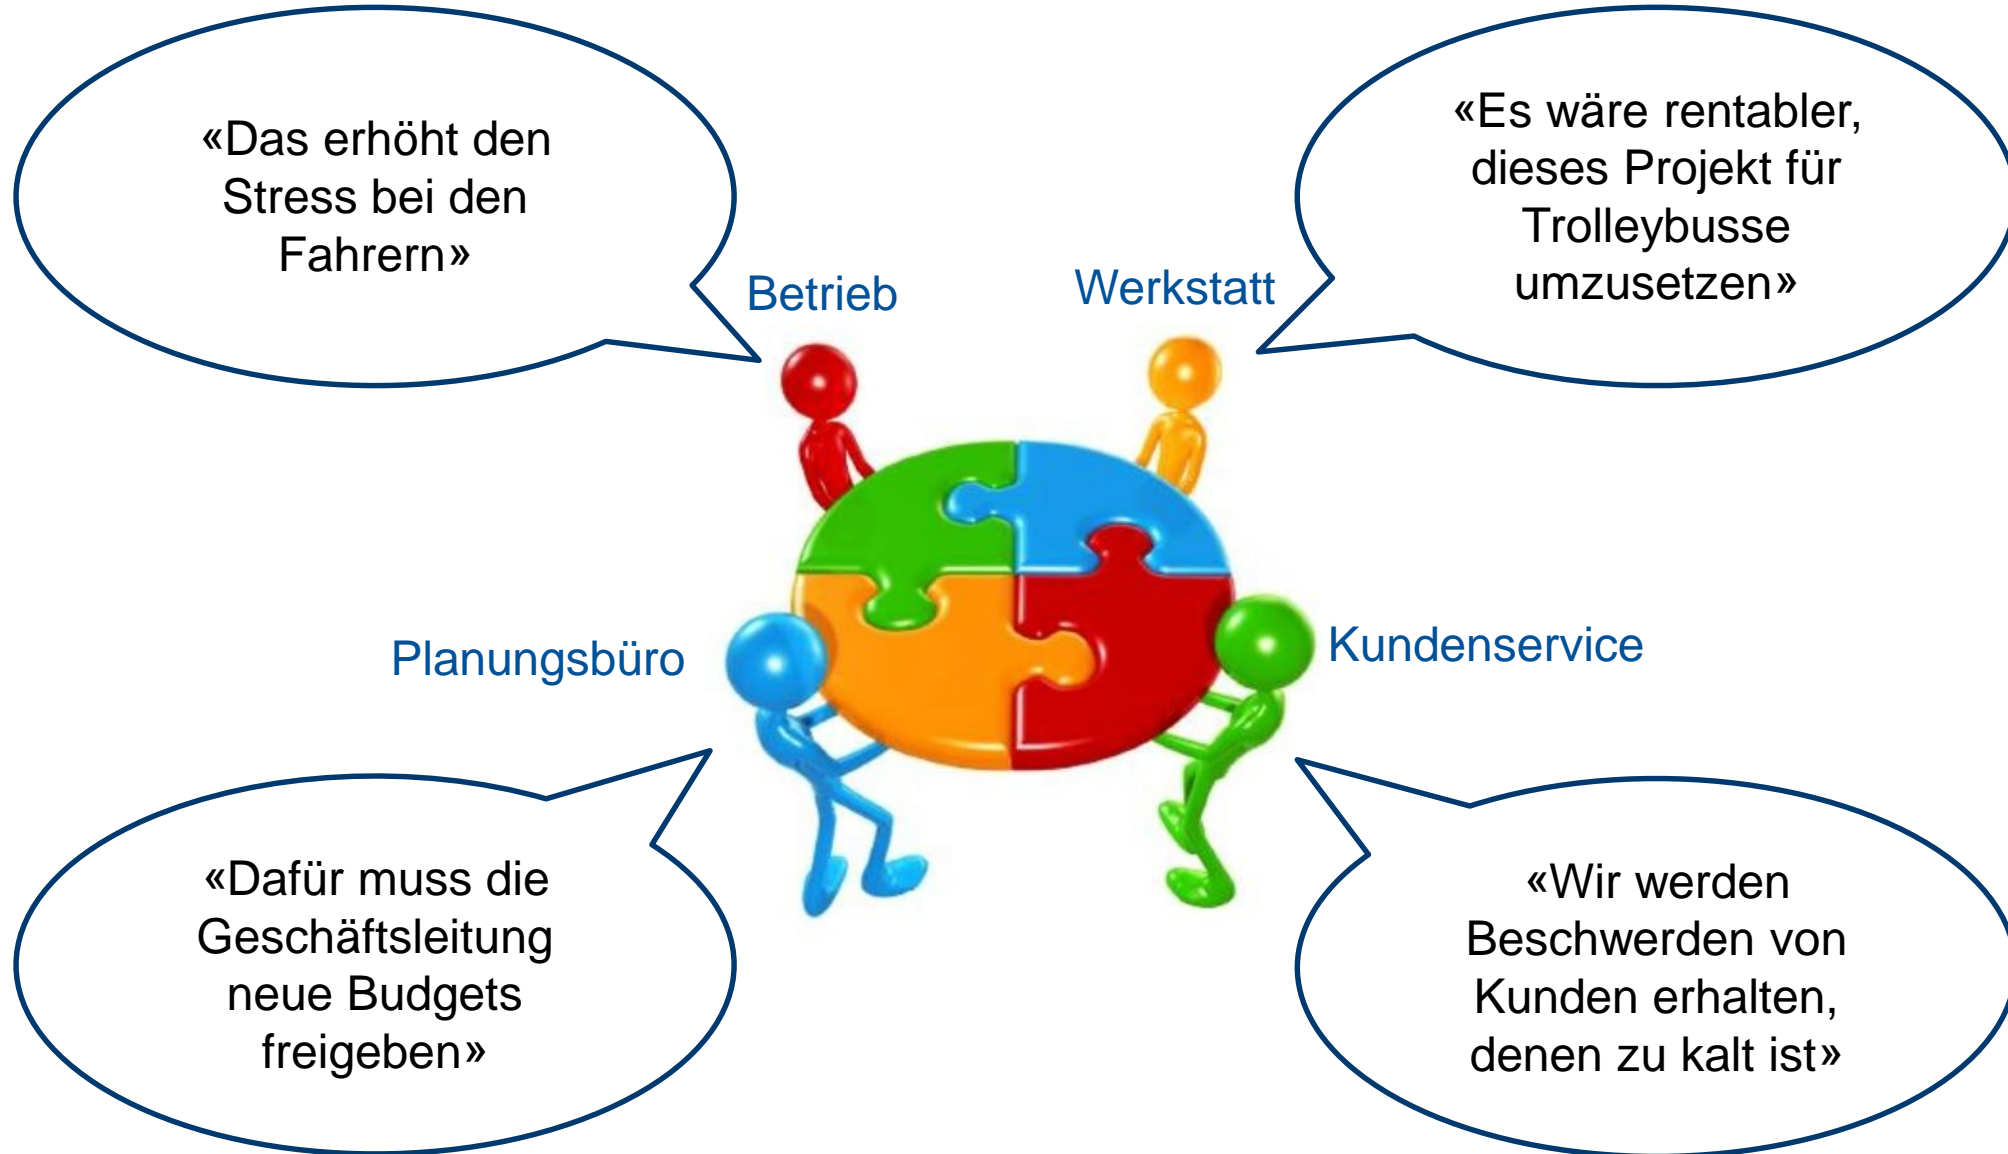 «Das erhöht den
Stress bei den
Fahrern»
«Es wäre rentabler,
dieses Projekt für
Trolleybusse
umzusetzen»
Betrieb
Werkstatt
Planungsbüro
Kundenservice
«Dafür muss die
Geschäftsleitung
neue Budgets
freigeben»
«Wir werden
Beschwerden von
Kunden erhalten,
denen zu kalt ist»